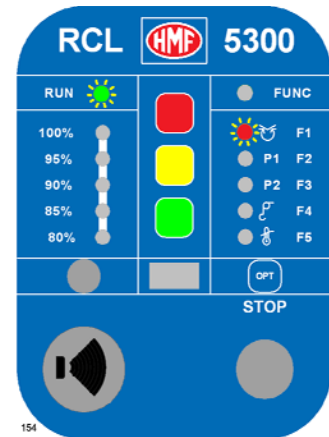 RCL HMF 5300
RUN FUNC
100% F1
95% P1 F2
90% P2 F3
85% F4
80% F5
OPT
STOP
154